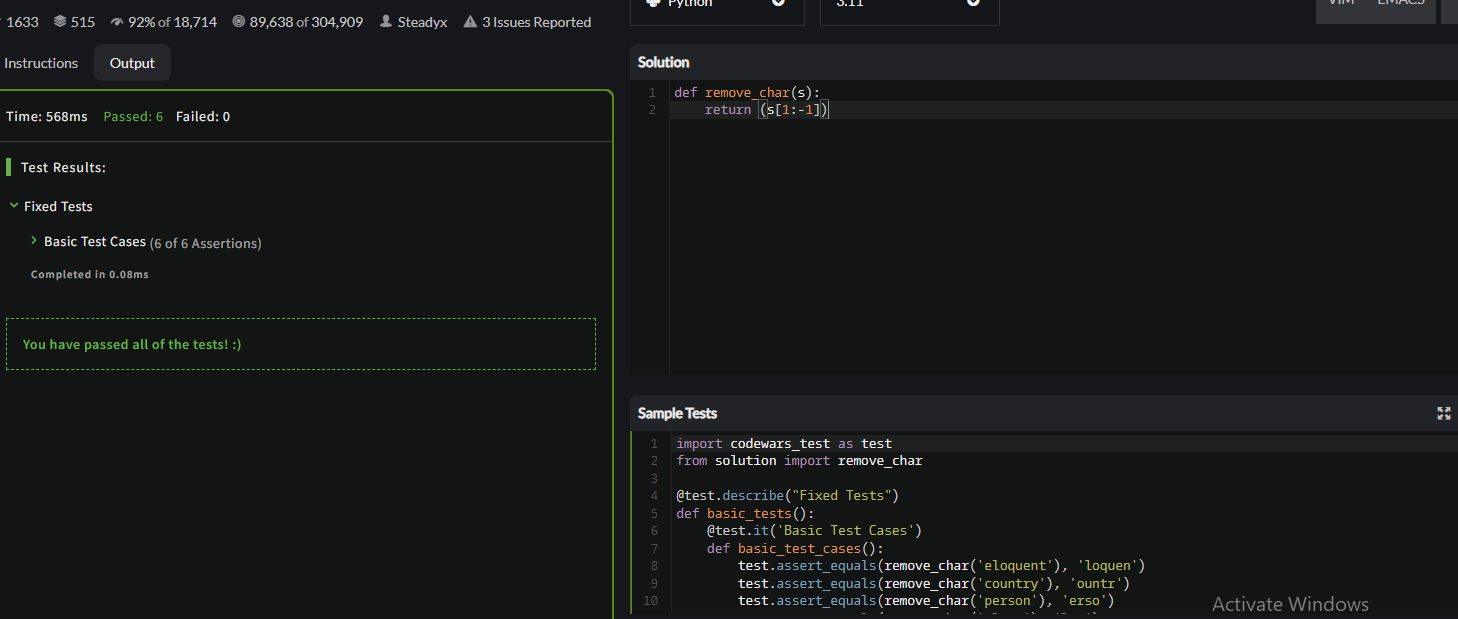 1633 515 92% of 18,714 89,638 of 304,909 Steadyx 3 Issues Reported
Instructions Output
Time: 568ms Passed: 6 Failed: 0
Test Results:
Fixed Tests
Basic Test Cases (6 of 6 Assertions)
Completed in 0.08ms
You have passed all of the tests! :)
Python 3.11 VIM EMACS
Solution
1 def remove_char(s):
2 return (s[1:-1])
Sample Tests
1 import codewars_test as test
2 from solution import remove_char
3
4 @test.describe("Fixed Tests")
5 def basic_tests():
6 @test.it('Basic Test Cases')
7 def basic_test_cases():
8 test.assert_equals(remove_char('eloquent'), 'loquen')
9 test.assert_equals(remove_char('country'), 'ountr')
10 test.assert_equals(remove_char('person'), 'erso')
Activate Windows